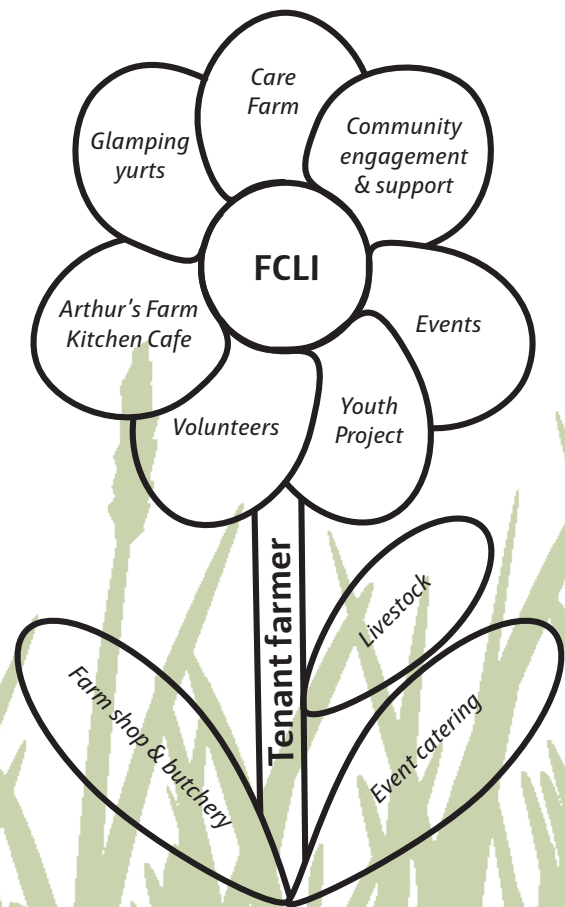 Care
Farm
Glamping
yurts
Community
engagement
& support
FCLI
Arthur's Farm
Kitchen Cafe
Events
Volunteers
Youth
Project
Tenant farmer
Livestock
Farm shop & butchery
Event catering